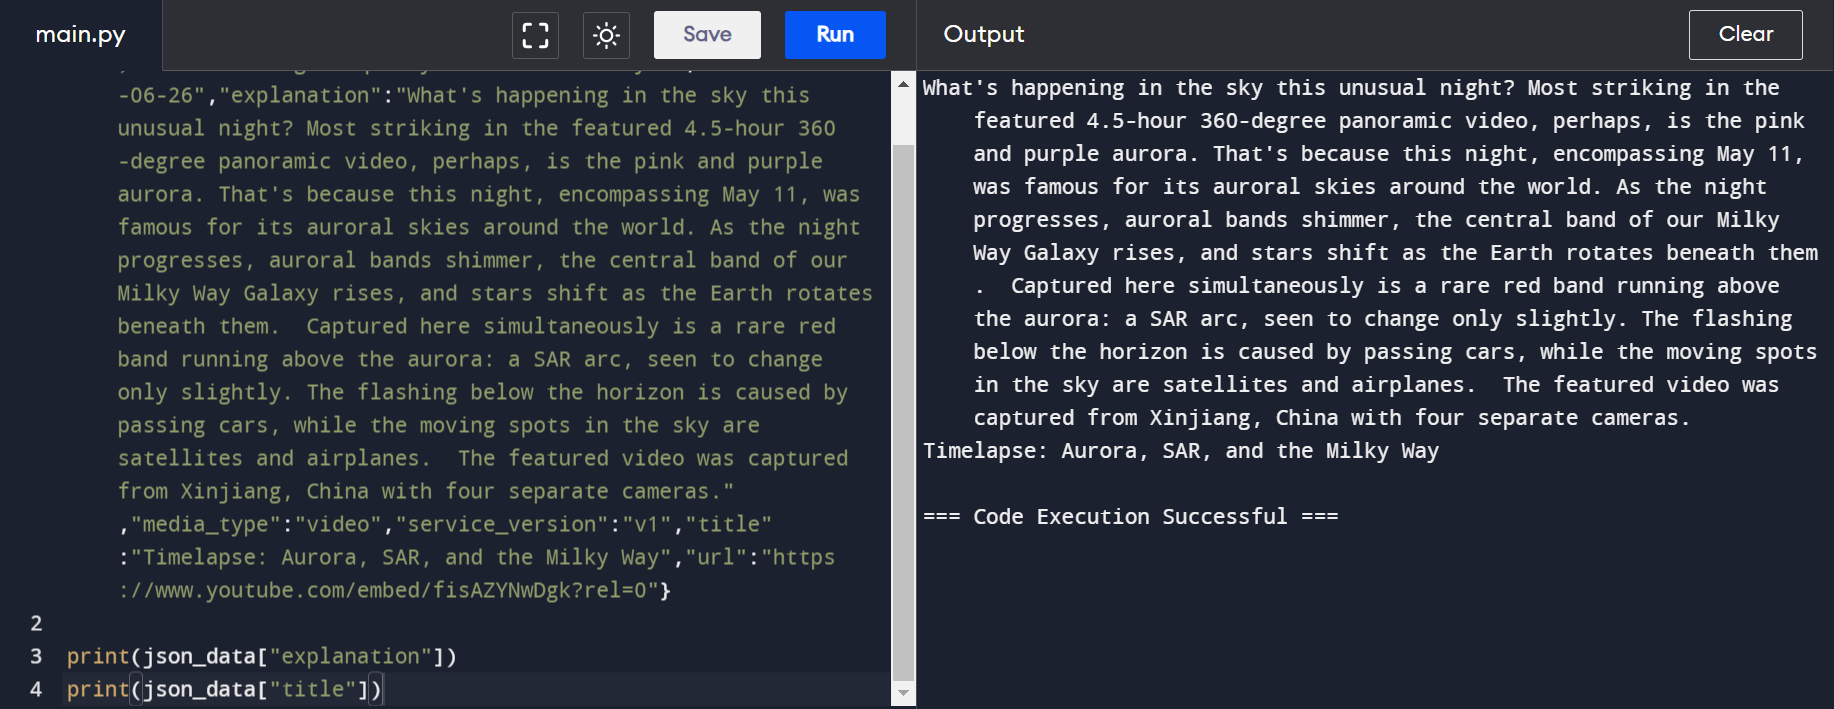 main.py
Save
Run
-06-26","explanation":"What's happening in the sky this
unusual night? Most striking in the featured 4.5-hour 360
-degree panoramic video, perhaps, is the pink and purple
aurora. That's because this night, encompassing May 11, was
famous for its auroral skies around the world. As the night
progresses, auroral bands shimmer, the central band of our
Milky Way Galaxy rises, and stars shift as the Earth rotates
beneath them.  Captured here simultaneously is a rare red
band running above the aurora: a SAR arc, seen to change
only slightly. The flashing below the horizon is caused by
passing cars, while the moving spots in the sky are
satellites and airplanes.  The featured video was captured
from Xinjiang, China with four separate cameras."
,"media_type":"video","service_version":"v1","title"
:"Timelapse: Aurora, SAR, and the Milky Way","url":"https
://www.youtube.com/embed/fisAZYNwDgk?rel=0"}
2
3 print(json_data["explanation"])
4 print(json_data["title"])
Output
Clear
What's happening in the sky this unusual night? Most striking in the
featured 4.5-hour 360-degree panoramic video, perhaps, is the pink
and purple aurora. That's because this night, encompassing May 11,
was famous for its auroral skies around the world. As the night
progresses, auroral bands shimmer, the central band of our Milky
Way Galaxy rises, and stars shift as the Earth rotates beneath them
.  Captured here simultaneously is a rare red band running above
the aurora: a SAR arc, seen to change only slightly. The flashing
below the horizon is caused by passing cars, while the moving spots
in the sky are satellites and airplanes.  The featured video was
captured from Xinjiang, China with four separate cameras.
Timelapse: Aurora, SAR, and the Milky Way
=== Code Execution Successful ===